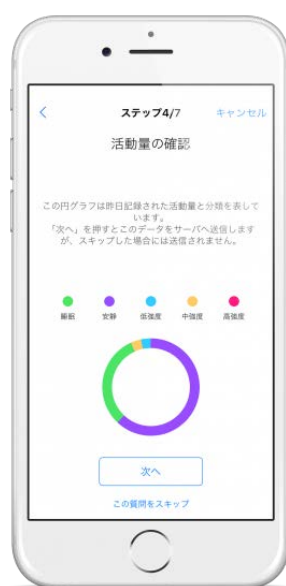 ステップ4/7
キャンセル
活動量の確認
この円グラフは昨日記録された活動量と分類を表して
います。
「次へ」を押すとこのデータをサーバへ送信します
が、スキップした場合には送信されません。
睡眠
安静
低強度
中強度
高強度
次へ
この質問をスキップ